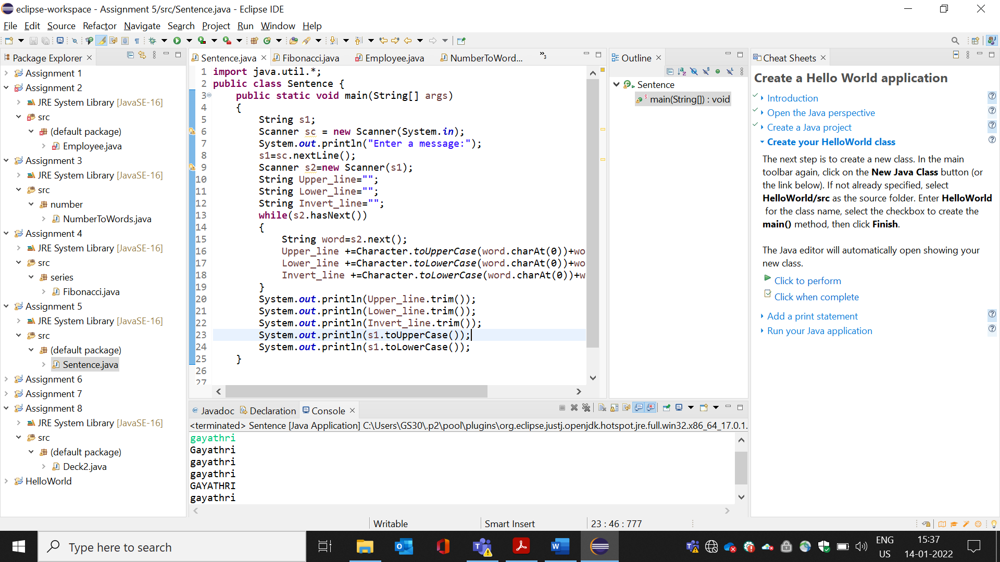 eclipse-workspace - Assignment 5/src/Sentence.java - Eclipse IDE
File Edit Source Refactor Navigate Search Project Run Window Help
Package Explorer
Assignment 1
Assignment 2
JRE System Library [JavaSE-16]
src
(default package)
Employee.java
Assignment 3
JRE System Library [JavaSE-16]
src
number
NumberToWords.java
Assignment 4
JRE System Library [JavaSE-16]
src
series
Fibonacci.java
Assignment 5
JRE System Library [JavaSE-16]
src
(default package)
Sentence.java
Assignment 6
Assignment 7
Assignment 8
JRE System Library [JavaSE-16]
src
(default package)
Deck2.java
HelloWorld
Sentence.java Fibonacci.java Employee.java NumberToWord... »3
1 import java.util.*;
2 public class Sentence {
3 public static void main(String[] args)
4 {
5 String s1;
6 Scanner sc = new Scanner(System.in);
7 System.out.println("Enter a message:");
8 s1=sc.nextLine();
9 Scanner s2=new Scanner(s1);
10 String Upper_line="";
11 String Lower_line="";
12 String Invert_line="";
13 while(s2.hasNext())
14 {
15 String word=s2.next();
16 Upper_line +=Character.toUpperCase(word.charAt(0))+wo
17 Lower_line +=Character.toLowerCase(word.charAt(0))+wo
18 Invert_line +=Character.toLowerCase(word.charAt(0))+w
19 }
20 System.out.println(Upper_line.trim());
21 System.out.println(Lower_line.trim());
22 System.out.println(Invert_line.trim());
23 System.out.println(s1.toUpperCase());
24 System.out.println(s1.toLowerCase());
25 }
26
27
Outline
Sentence
main(String[]) : void
Cheat Sheets
Create a Hello World application
Introduction
Open the Java perspective
Create a Java project
Create your HelloWorld class
The next step is to create a new class. In the main
toolbar again, click on the New Java Class button (or
the link below). If not already specified, select
HelloWorld/src as the source folder. Enter HelloWorld
for the class name, select the checkbox to create the
main() method, then click Finish.
The Java editor will automatically open showing your
new class.
Click to perform
Click when complete
Add a print statement
Run your Java application
Javadoc Declaration Console
<terminated> Sentence [Java Application] C:\Users\GS30\.p2\pool\plugins\org.eclipse.justj.openjdk.hotspot.jre.full.win32.x86_64_17.0.1.
gayathri
Gayathri
gayathri
gayathri
GAYATHRI
gayathri
Writable Smart Insert 23 : 46 : 777
Type here to search
ENG
US
15:37
14-01-2022